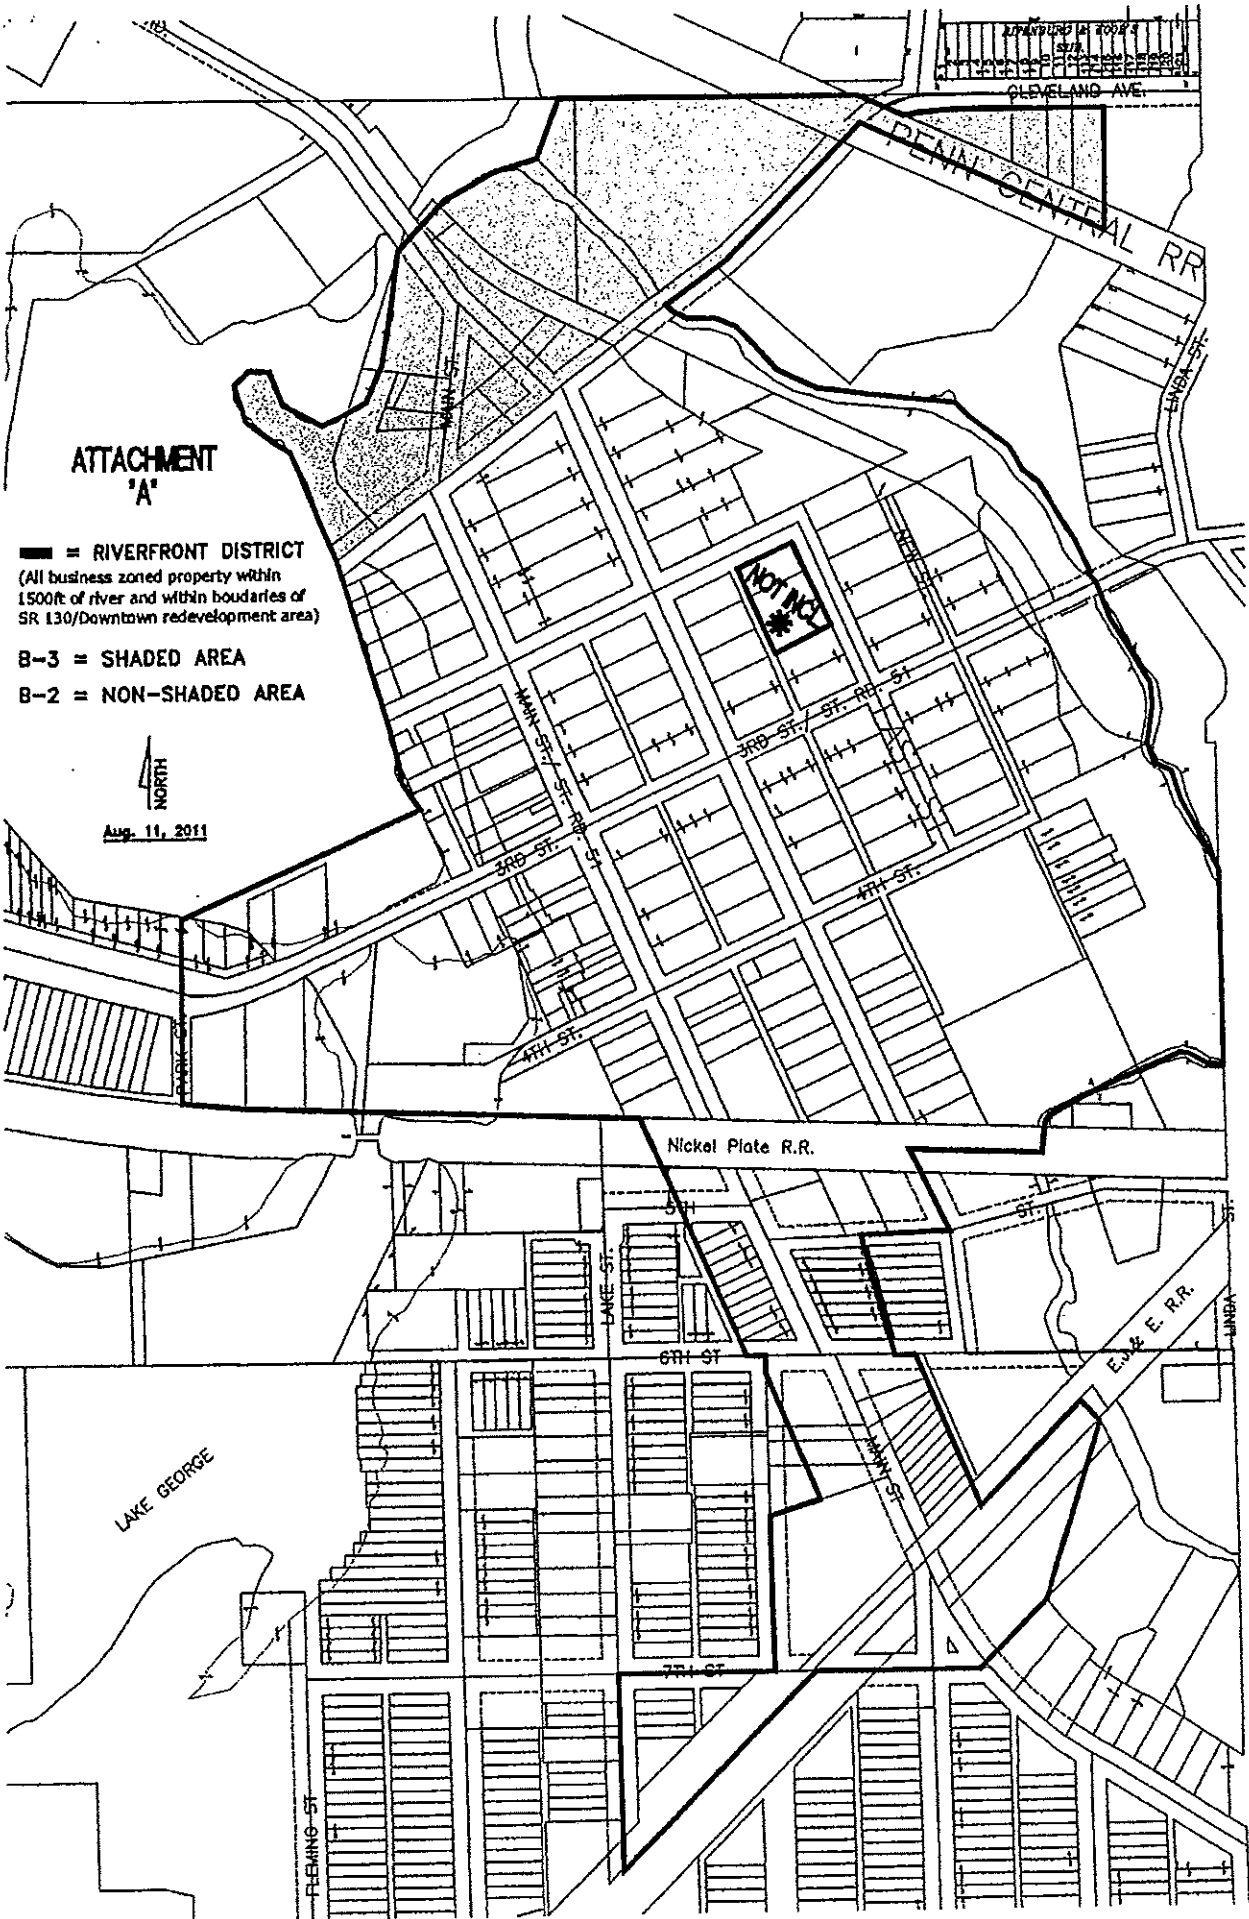 CLEVELAND AVE.
PENN CENTRAL RR
LINDA ST.
MAIN ST.
ATTACHMENT
"A"
= RIVERFRONT DISTRICT
(All business zoned property within
1500ft of river and within boudaries of
SR 130/Downtown redevelopment area)
B-3 = SHADED AREA
B-2 = NON-SHADED AREA
NORTH
Aug. 11, 2011
NOT INCL
*
MAIN ST./ ST. RD. 51
3RD ST./ ST. RD. 51
3RD ST.
4TH ST.
4TH ST.
PARK ST.
Nickel Plate R.R.
5TH
ST.
ST.
LAKE ST.
LINDA
E.J.& E. R.R.
6TH ST
MAIN ST
LAKE GEORGE
7TH ST
FLEMING ST